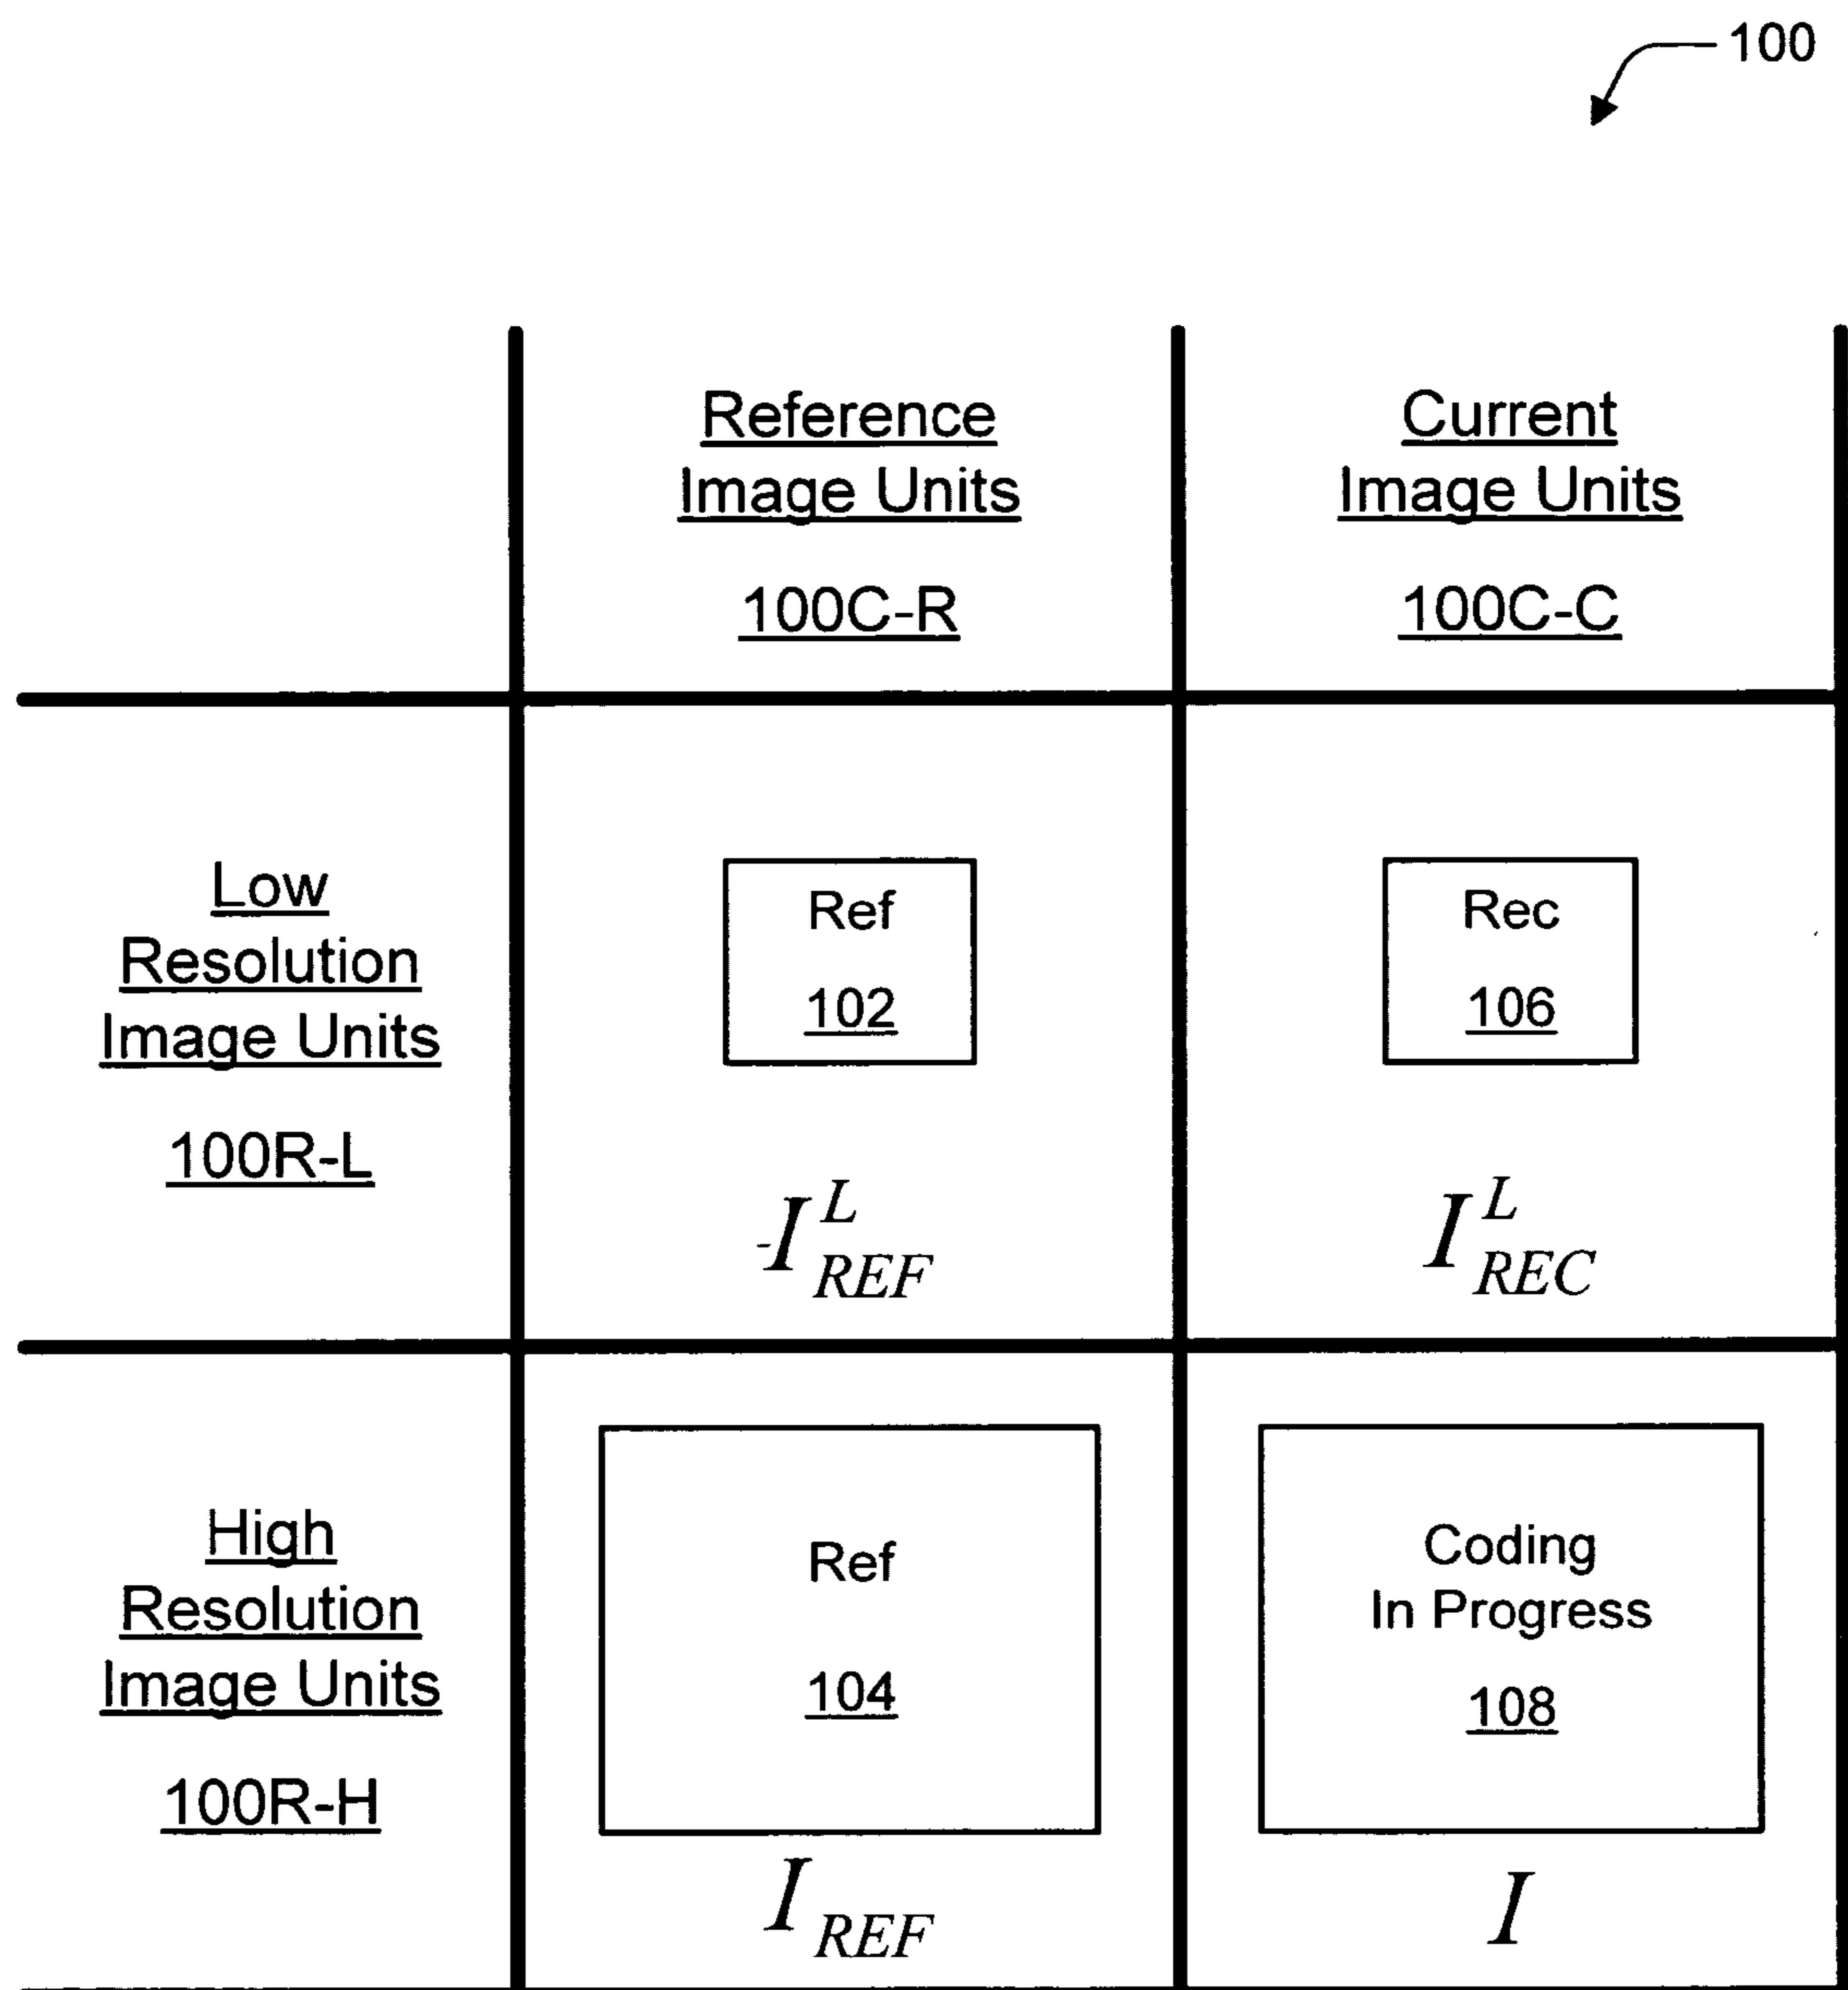 100
Reference
Image Units
100C-R
Current
Image Units
100C-C
Low
Resolution
Image Units
100R-L
Ref
102
I^L_REF
Rec
106
I^L_REC
High
Resolution
Image Units
100R-H
Ref
104
I_REF
Coding
In Progress
108
I